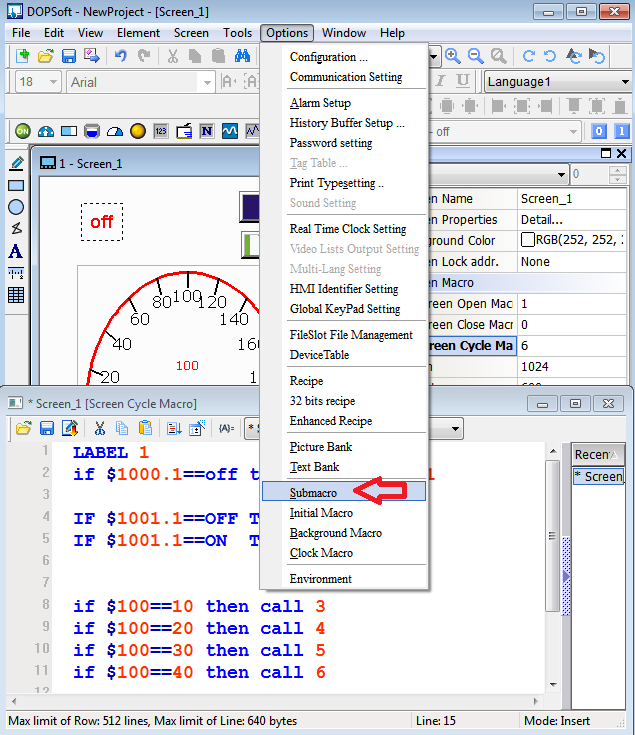 DOPSoft - NewProject - [Screen_1]
File Edit View Element Screen Tools Options Window Help
18 Arial Language1
Configuration ...
Communication Setting
Alarm Setup
History Buffer Setup ...
Password setting
Tag Table ...
Print Typesetting ..
Sound Setting
Real Time Clock Setting
Video Lists Output Setting
Multi-Lang Setting
HMI Identifier Setting
Global KeyPad Setting
FileSlot File Management
DeviceTable
Recipe
32 bits recipe
Enhanced Recipe
Picture Bank
Text Bank
Submacro
Initial Macro
Background Macro
Clock Macro
Environment
- off 0 1
ON 123 N
1 - Screen_1
0
off
20 40 60 80 100 120 140 16
100
en Name Screen_1
en Properties Detail...
ground Color RGB(252, 252, 2
en Lock addr. None
en Macro
creen Open Macr 1
creen Close Macr 0
creen Cycle Ma 6
1024
* Screen_1 [Screen Cycle Macro]
{A}=
* S
Recen
* Screen
1 LABEL 1
2 if $1000.1==off t 1
3
4 IF $1001.1==OFF T
5 IF $1001.1==ON T
6
7
8 if $100==10 then call 3
9 if $100==20 then call 4
10 if $100==30 then call 5
11 if $100==40 then call 6
12
Max limit of Row: 512 lines, Max limit of Line: 640 bytes Line: 15 Mode: Insert